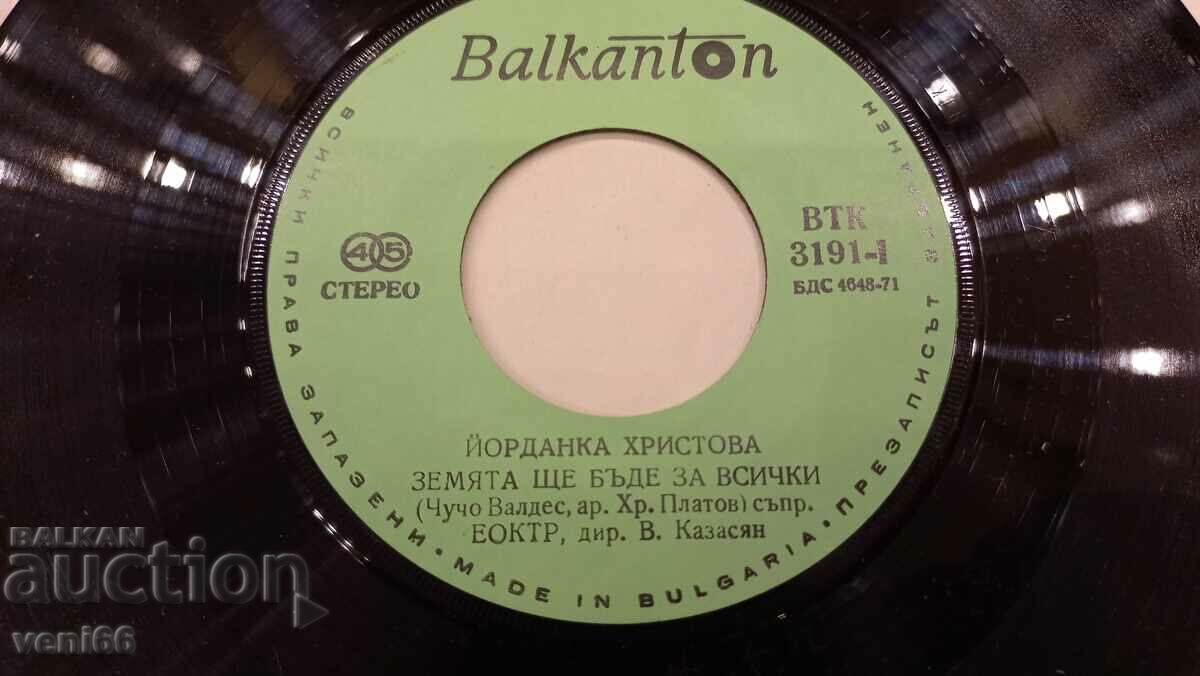 Balkanton
45
СТЕРЕО
ВТК
3191-I
БДС 4648-71
ЙОРДАНКА ХРИСТОВА
ЗЕМЯТА ЩЕ БЪДЕ ЗА ВСИЧКИ
(Чучо Валдес, ар. Хр. Платов) съпр.
ЕОКТР, дир. В. Казасян
ВСИЧКИ ПРАВА ЗАПАЗЕНИ • MADE IN BULGARIA • ПРЕЗАПИСЪТ ЗАБРАНЕН
BALKAN
auction
veni66